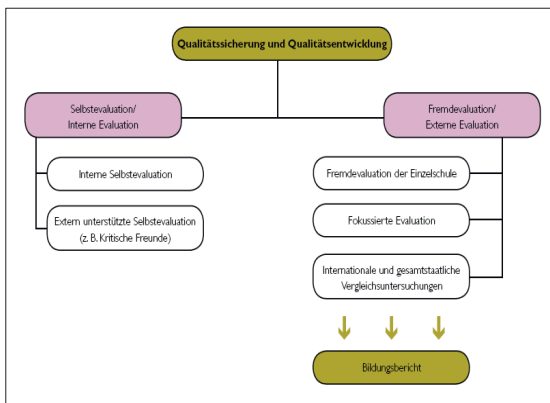 Qualitätssicherung und Qualitätsentwicklung
Selbstevaluation/
Interne Evaluation
Fremdevaluation/
Externe Evaluation
Interne Selbstevaluation
Fremdevaluation der Einzelschule
Extern unterstützte Selbstevaluation
(z. B. Kritische Freunde)
Fokussierte Evaluation
Internationale und gesamtstaatliche
Vergleichsuntersuchungen
Bildungsbericht